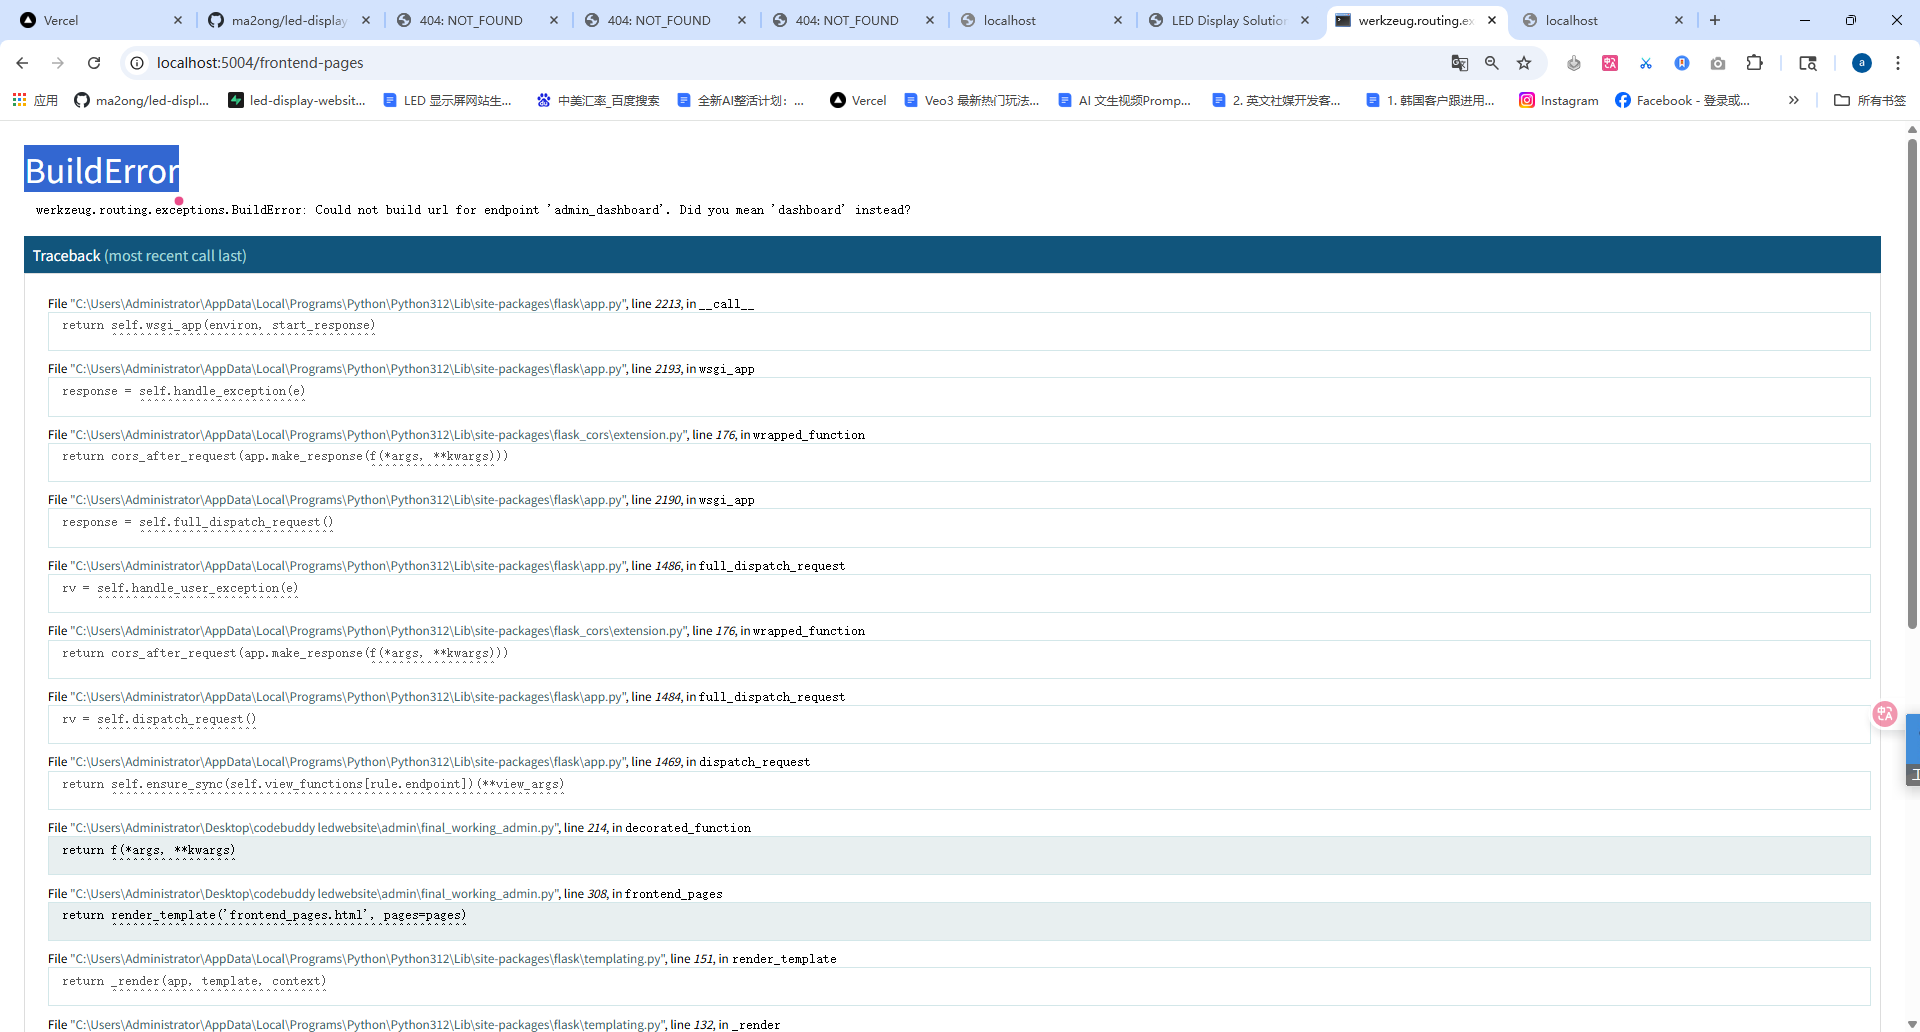 Vercel
ma2ong/led-display
404: NOT_FOUND
404: NOT_FOUND
404: NOT_FOUND
localhost
LED Display Solution
werkzeug.routing.ex
localhost
localhost:5004/frontend-pages
a
应用
ma2ong/led-displ...
led-display-websit...
LED 显示屏网站生...
中美汇率_百度搜索
全新AI整活计划：...
Vercel
Veo3 最新热门玩法...
AI 文生视频Promp...
2. 英文社媒开发客...
1. 韩国客户跟进用...
Instagram
Facebook - 登录或...
所有书签
BuildError
werkzeug.routing.exceptions.BuildError: Could not build url for endpoint 'admin_dashboard'. Did you mean 'dashboard' instead?
Traceback (most recent call last)
File "C:\Users\Administrator\AppData\Local\Programs\Python\Python312\Lib\site-packages\flask\app.py", line 2213, in __call__
return self.wsgi_app(environ, start_response)
File "C:\Users\Administrator\AppData\Local\Programs\Python\Python312\Lib\site-packages\flask\app.py", line 2193, in wsgi_app
response = self.handle_exception(e)
File "C:\Users\Administrator\AppData\Local\Programs\Python\Python312\Lib\site-packages\flask_cors\extension.py", line 176, in wrapped_function
return cors_after_request(app.make_response(f(*args, **kwargs)))
File "C:\Users\Administrator\AppData\Local\Programs\Python\Python312\Lib\site-packages\flask\app.py", line 2190, in wsgi_app
response = self.full_dispatch_request()
File "C:\Users\Administrator\AppData\Local\Programs\Python\Python312\Lib\site-packages\flask\app.py", line 1486, in full_dispatch_request
rv = self.handle_user_exception(e)
File "C:\Users\Administrator\AppData\Local\Programs\Python\Python312\Lib\site-packages\flask_cors\extension.py", line 176, in wrapped_function
return cors_after_request(app.make_response(f(*args, **kwargs)))
File "C:\Users\Administrator\AppData\Local\Programs\Python\Python312\Lib\site-packages\flask\app.py", line 1484, in full_dispatch_request
rv = self.dispatch_request()
File "C:\Users\Administrator\AppData\Local\Programs\Python\Python312\Lib\site-packages\flask\app.py", line 1469, in dispatch_request
return self.ensure_sync(self.view_functions[rule.endpoint])(**view_args)
File "C:\Users\Administrator\Desktop\codebuddy ledwebsite\admin\final_working_admin.py", line 214, in decorated_function
return f(*args, **kwargs)
File "C:\Users\Administrator\Desktop\codebuddy ledwebsite\admin\final_working_admin.py", line 308, in frontend_pages
return render_template('frontend_pages.html', pages=pages)
File "C:\Users\Administrator\AppData\Local\Programs\Python\Python312\Lib\site-packages\flask\templating.py", line 151, in render_template
return _render(app, template, context)
File "C:\Users\Administrator\AppData\Local\Programs\Python\Python312\Lib\site-packages\flask\templating.py", line 132, in _render